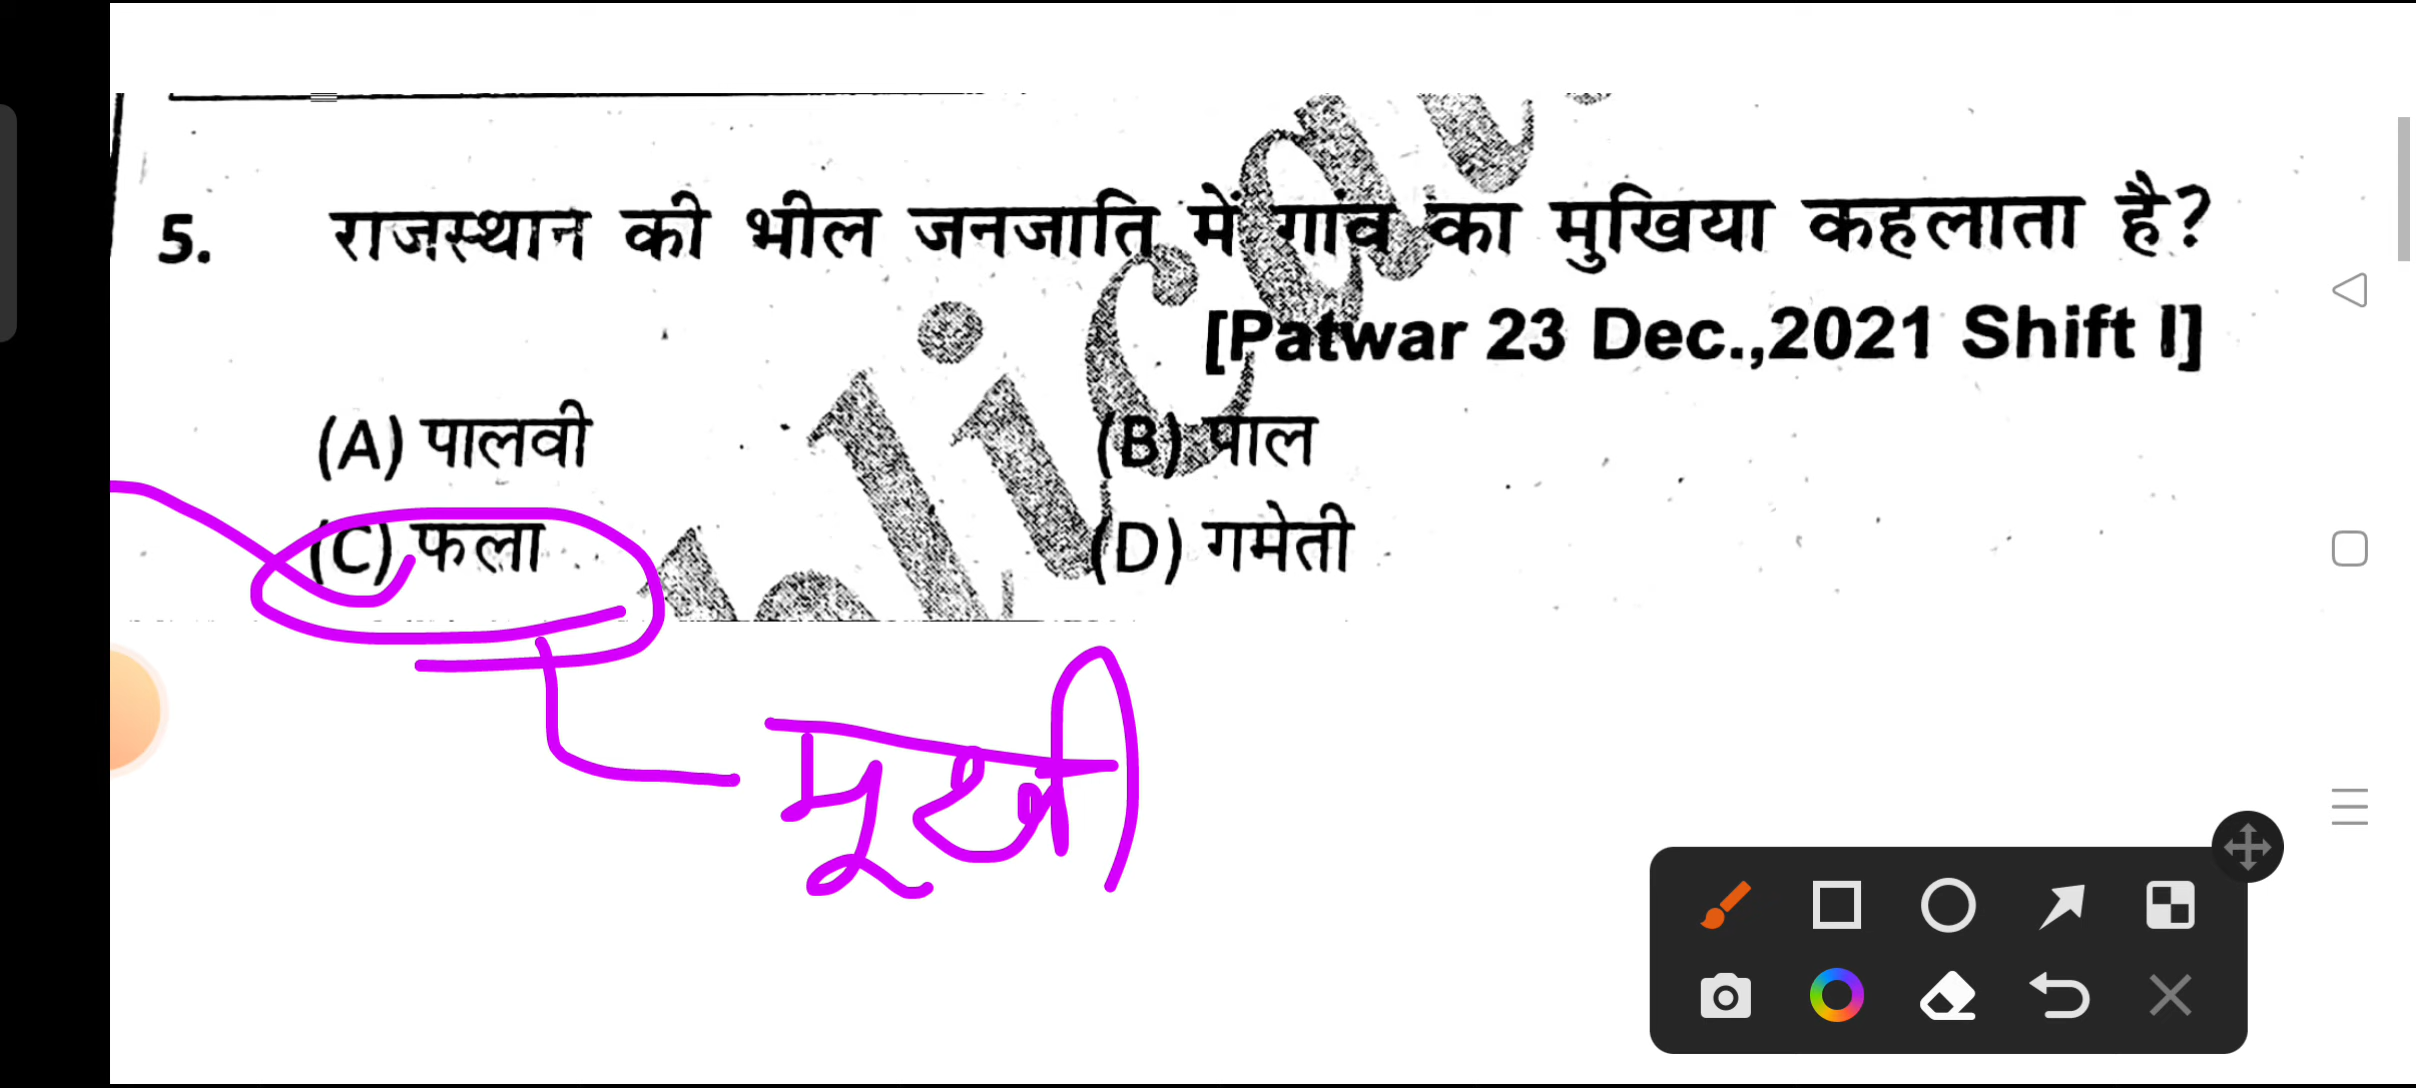 5. राजस्थान की भील जनजाति में गांव का मुखिया कहलाता है?
[Patwar 23 Dec.,2021 Shift I]
(A) पालवी (B) पाल
(C) फला (D) गमेती
मूखी